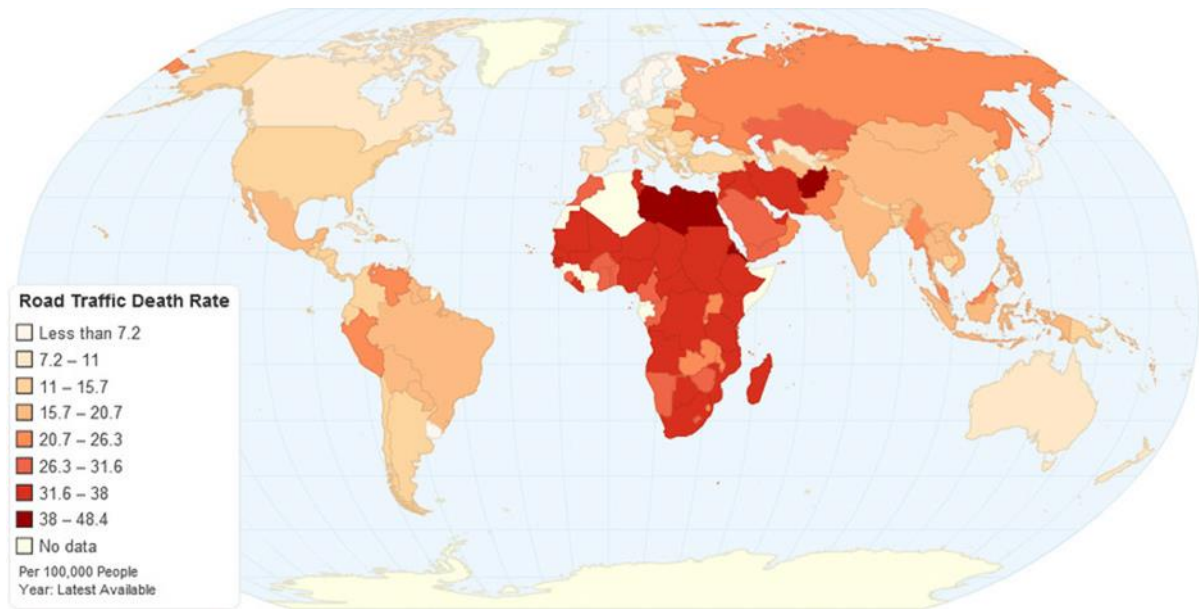 Road Traffic Death Rate
Less than 7.2
7.2 – 11
11 – 15.7
15.7 – 20.7
20.7 – 26.3
26.3 – 31.6
31.6 – 38
38 – 48.4
No data
Per 100,000 People
Year: Latest Available